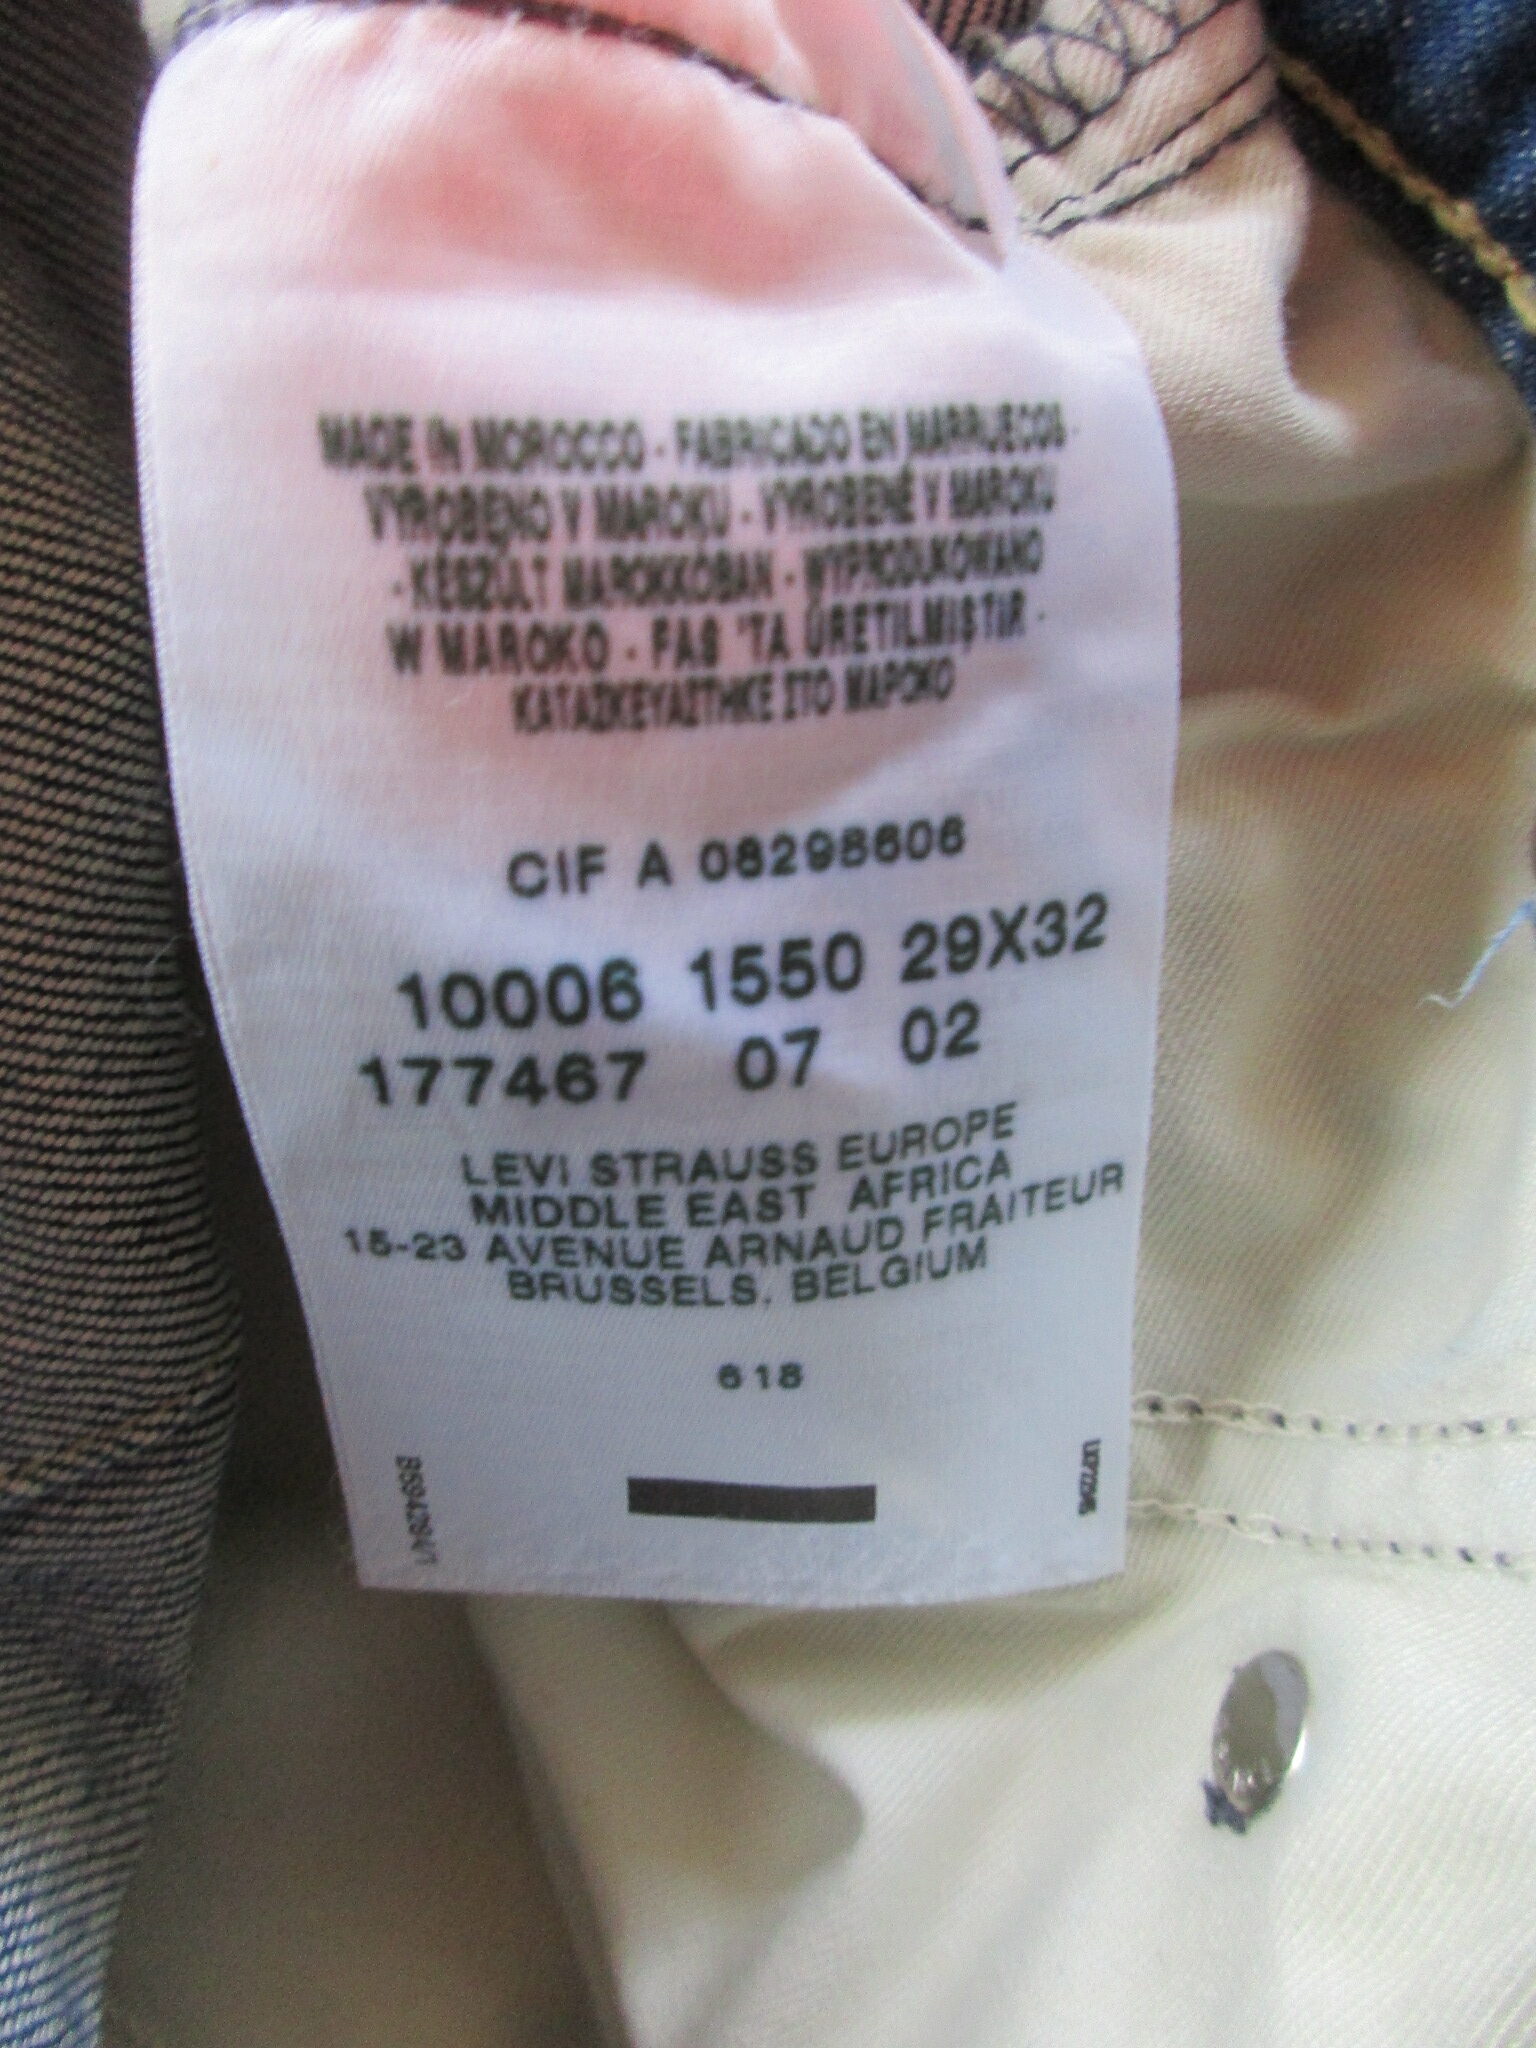 MADE IN MOROCCO - FABRICADO EN MARRUECOS -
VYROBENO V MAROKU - VYROBENÉ V MAROKU
- KÉSZÜLT MAROKKÓBAN - WYPRODUKOWANO
W MAROKO - FAS 'TA ÜRETILMIŞTIR -
ΚΑΤΑΣΚΕΥΑΣΤΗΚΕ ΣΤΟ ΜΑΡΟΚΟ
CIF A 08298606
10006 1550 29X32
177467 07 02
LEVI STRAUSS EUROPE
MIDDLE EAST AFRICA
15-23 AVENUE ARNAUD FRAITEUR
BRUSSELS, BELGIUM
618